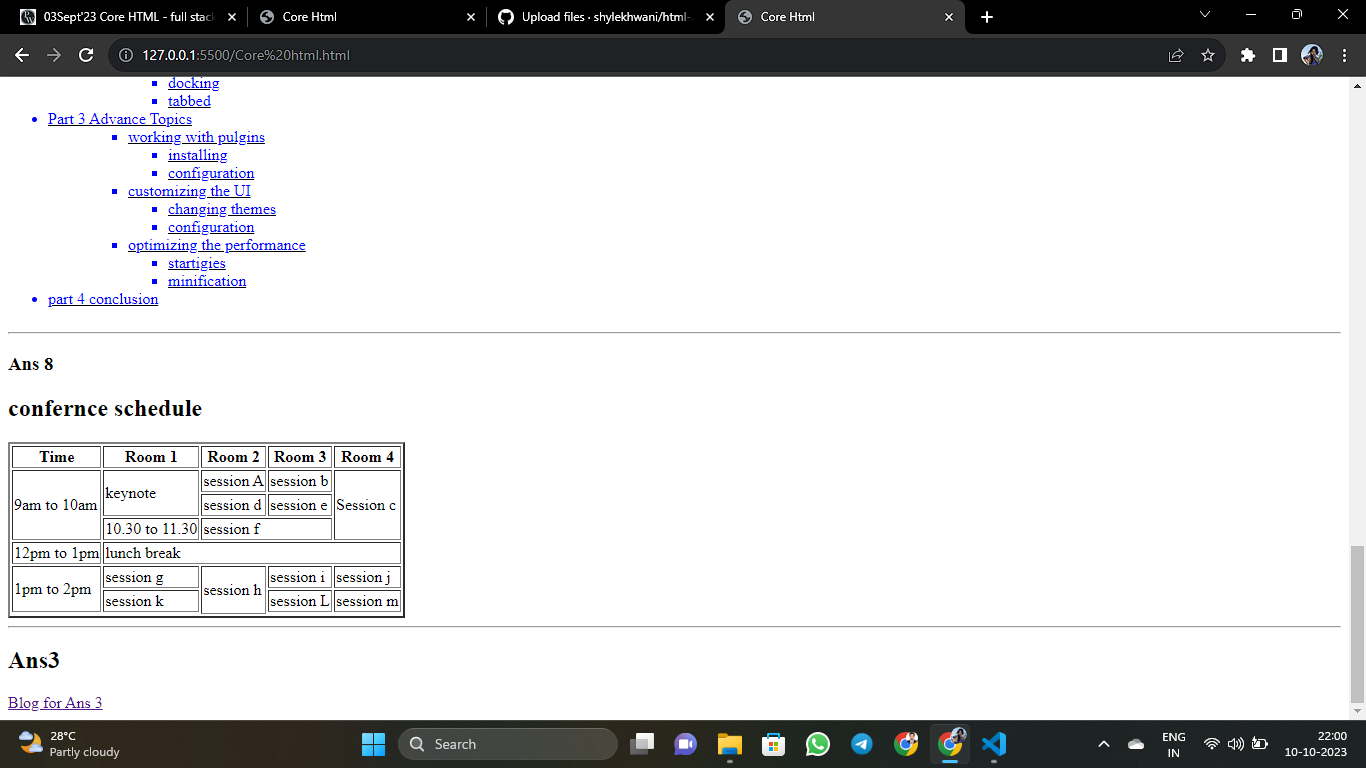 03Sept'23 Core HTML - full stac
Core Html
Upload files · shylekhwani/html-
Core Html
127.0.0.1:5500/Core%20html.html
docking
tabbed
Part 3 Advance Topics
working with pulgins
installing
configuration
customizing the UI
changing themes
configuration
optimizing the performance
startigies
minification
part 4 conclusion
Ans 8
confernce schedule
Time Room 1 Room 2 Room 3 Room 4
9am to 10am keynote session A session b Session c
session d session e
10.30 to 11.30 session f
12pm to 1pm lunch break
1pm to 2pm session g session h session i session j
session k session L session m
Ans3
Blog for Ans 3
28°C
Partly cloudy
Search
ENG
IN
22:00
10-10-2023